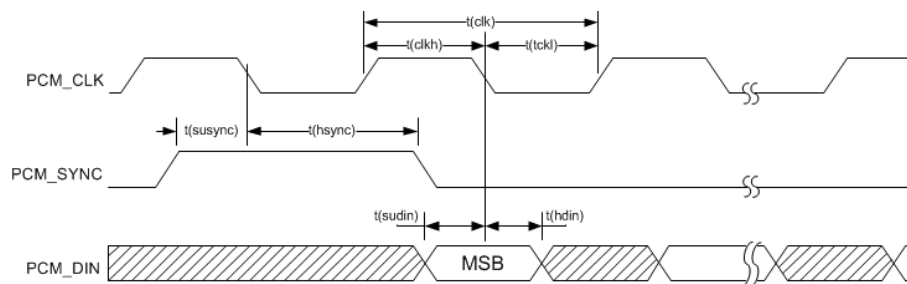 t(clk)
t(clkh) t(tckl)
PCM_CLK
t(susync) t(hsync)
PCM_SYNC
t(sudin) t(hdin)
PCM_DIN MSB